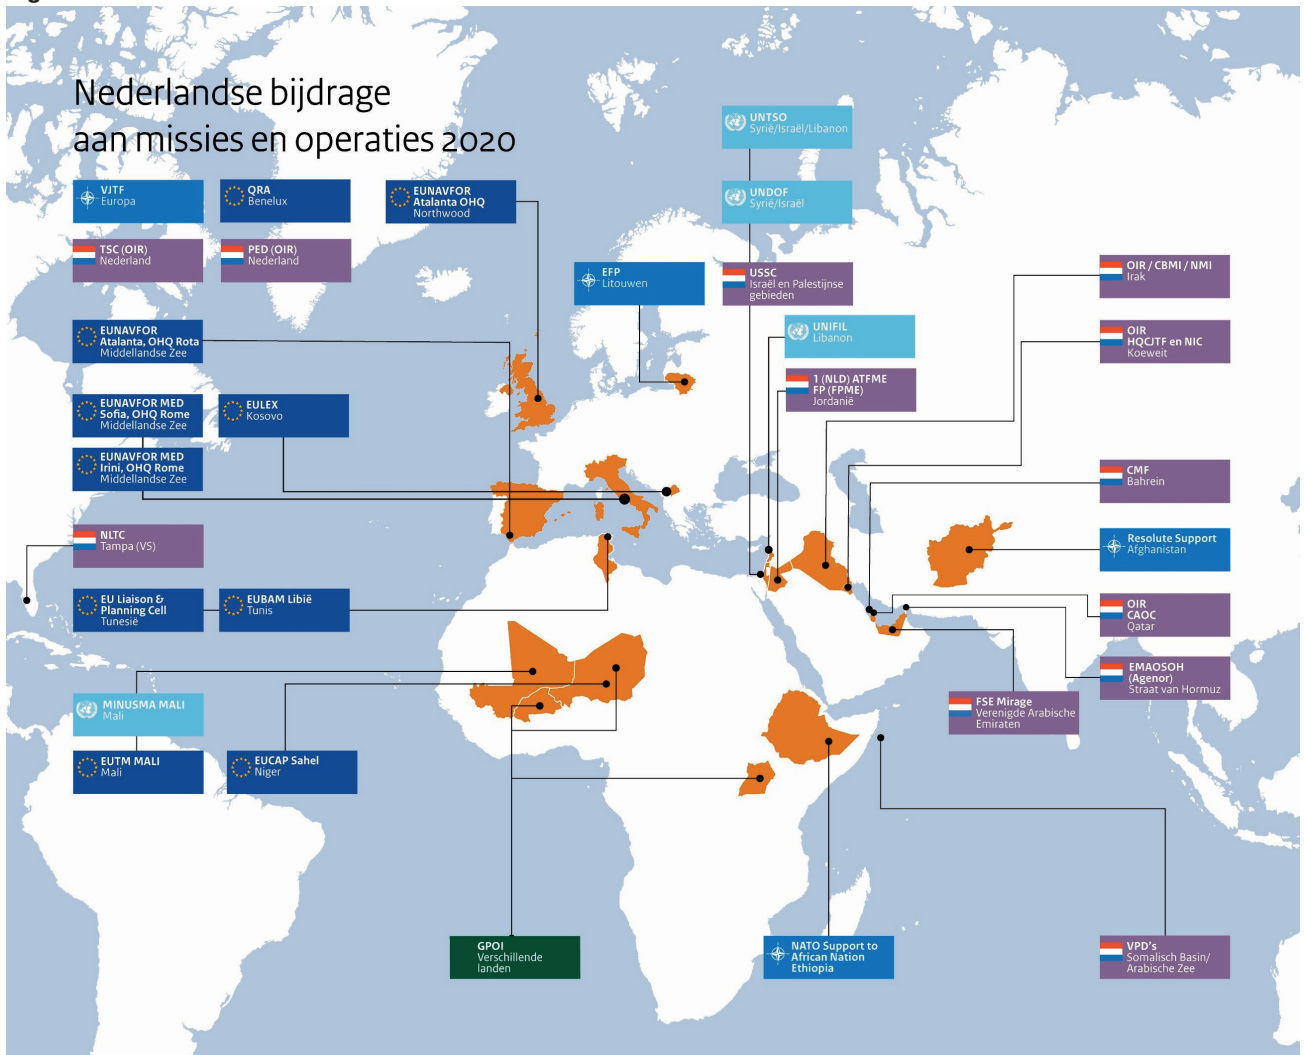 Nederlandse bijdrage
aan missies en operaties 2020
VJTF
Europa
QRA
Benelux
EUNAVFOR
Atalanta OHQ
Northwood
TSC (OIR)
Nederland
PED (OIR)
Nederland
EUNAVFOR
Atalanta, OHQ Rota
Middellandse Zee
EUNAVFOR MED
Sofia, OHQ Rome
Middellandse Zee
EULEX
Kosovo
EUNAVFOR MED
Irini, OHQ Rome
Middellandse Zee
NLTC
Tampa (VS)
EU Liaison &
Planning Cell
Tunesië
EUBAM Libië
Tunis
MINUSMA MALI
Mali
EUTM MALI
Mali
EUCAP Sahel
Niger
GPOI
Verschillende
landen
UNTSO
Syrië/Israël/Libanon
UNDOF
Syrië/Israël
EFP
Litouwen
USSC
Israël en Palestijnse
gebieden
UNIFIL
Libanon
1 (NLD) ATFME
FP (FPME)
Jordanië
OIR / CBMI / NMI
Irak
OIR
HQCJTF en NIC
Koeweit
CMF
Bahrein
Resolute Support
Afghanistan
OIR
CAOC
Qatar
EMAOSOH
(Agenor)
Straat van Hormuz
FSE Mirage
Verenigde Arabische
Emiraten
NATO Support to
African Nation
Ethiopia
VPD's
Somalisch Basin/
Arabische Zee